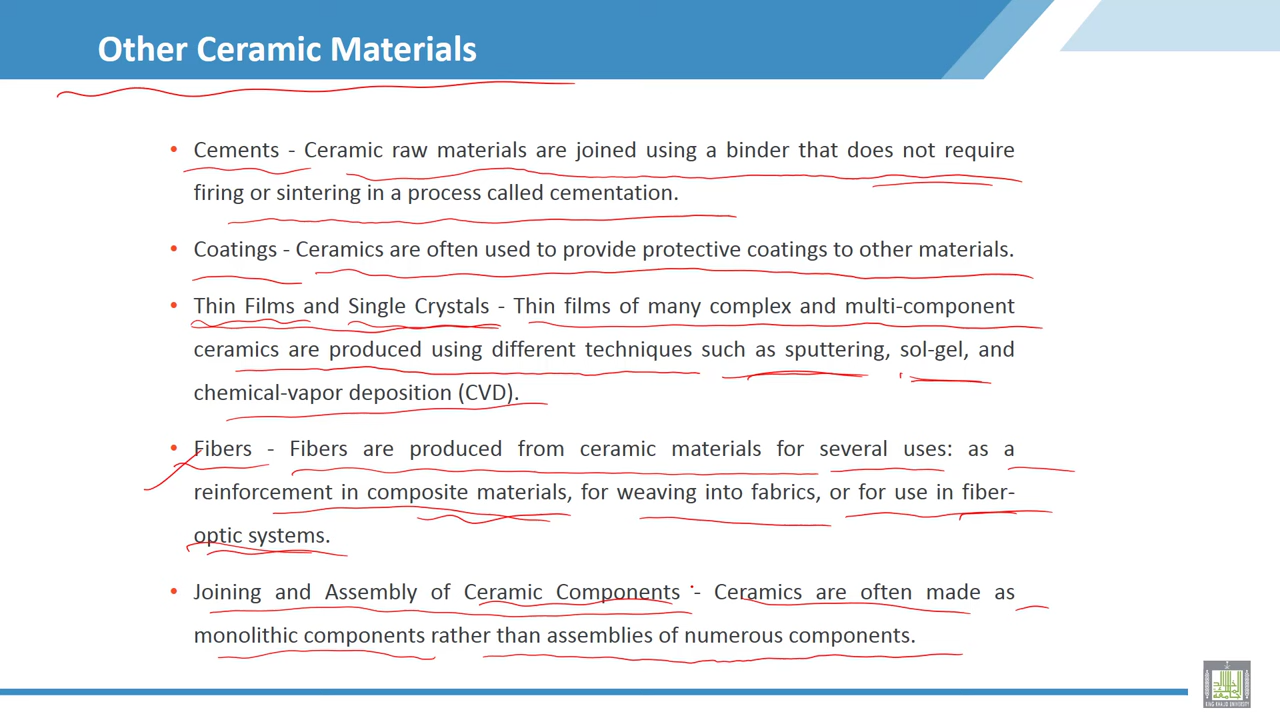 Other Ceramic Materials
• Cements - Ceramic raw materials are joined using a binder that does not require
firing or sintering in a process called cementation.
• Coatings - Ceramics are often used to provide protective coatings to other materials.
• Thin Films and Single Crystals - Thin films of many complex and multi-component
ceramics are produced using different techniques such as sputtering, sol-gel, and
chemical-vapor deposition (CVD).
• Fibers - Fibers are produced from ceramic materials for several uses: as a
reinforcement in composite materials, for weaving into fabrics, or for use in fiber-
optic systems.
• Joining and Assembly of Ceramic Components - Ceramics are often made as
monolithic components rather than assemblies of numerous components.
KING KHALID UNIVERSITY